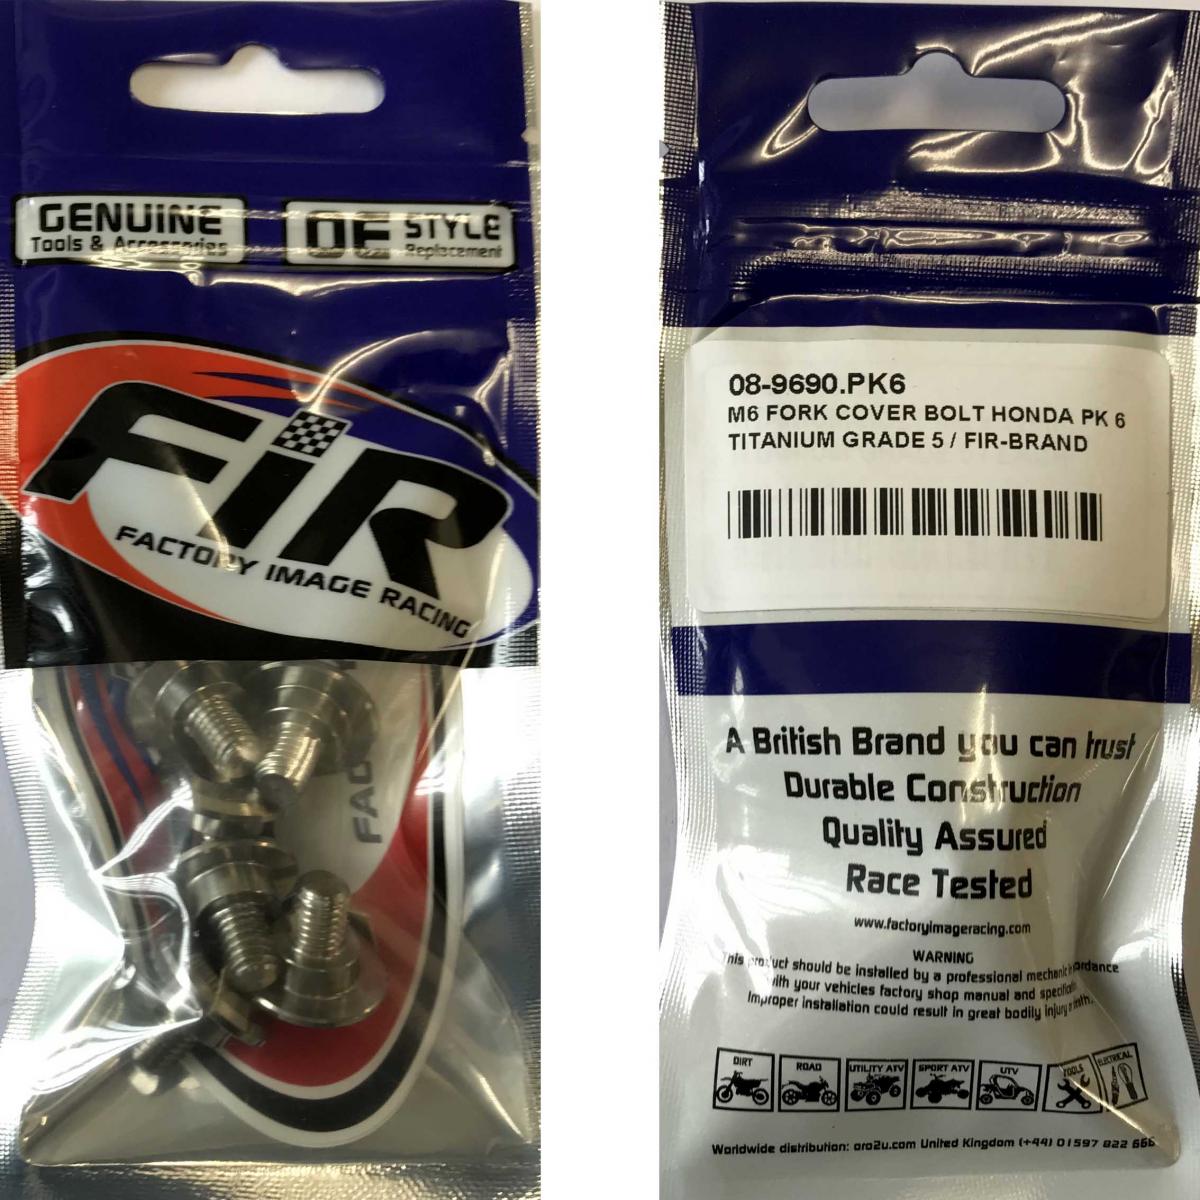 GENUINE
Tools & Accessories
OE STYLE
Replacement
FiR
FACTORY IMAGE RACING
FAC
08-9690.PK6
M6 FORK COVER BOLT HONDA PK 6
TITANIUM GRADE 5 / FIR-BRAND
A British Brand you can trust
Durable Construction
Quality Assured
Race Tested
www.factoryimageracing.com
WARNING
This product should be installed by a professional mechanic
with your vehicles factory shop manual and
Improper installation could result in great bodily injury
DIRT
ROAD
UTILITY ATV
SPORT ATV
UTV
TOOLS
ELECTRICAL
Worldwide distribution: oro2u.com United Kingdom (+44) 01597 822 666